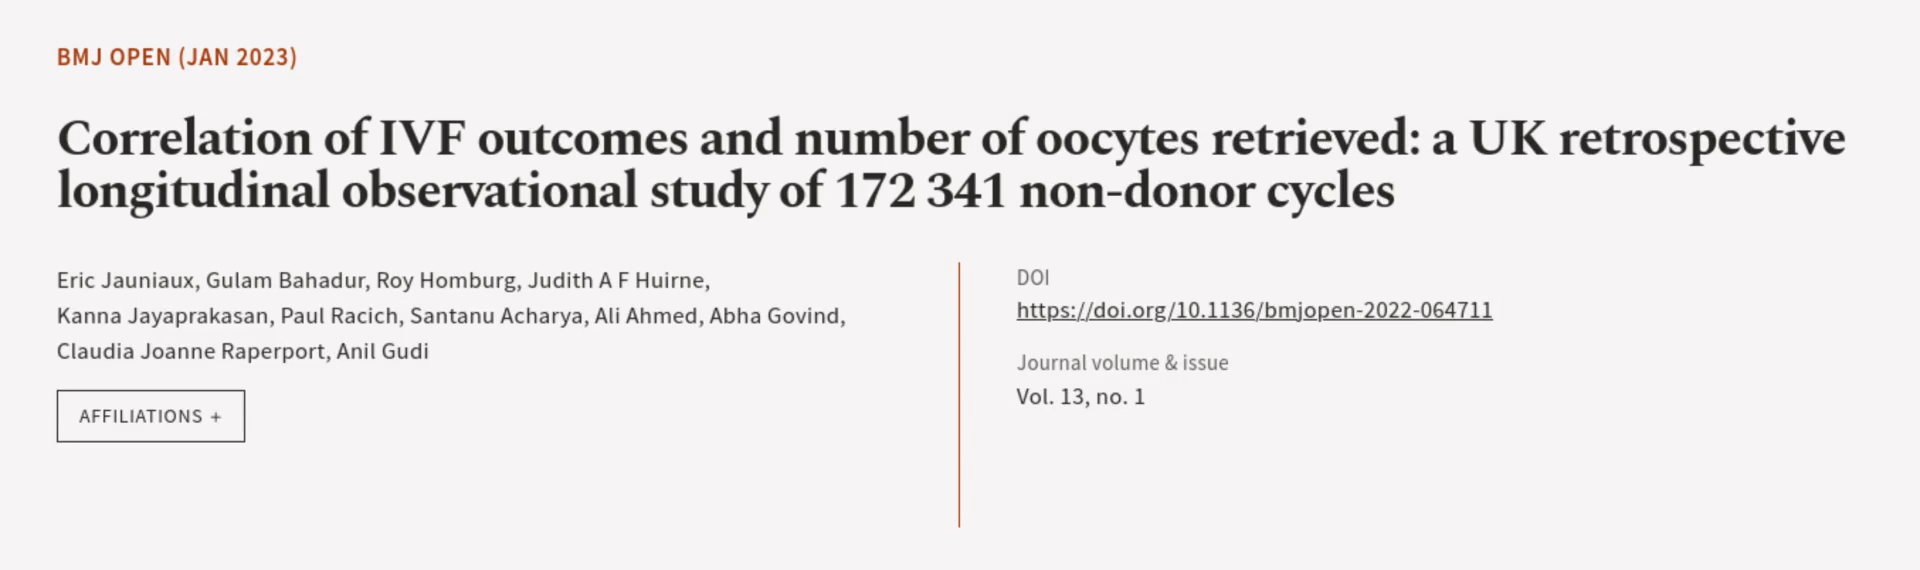 BMJ OPEN (JAN 2023)
Correlation of IVF outcomes and number of oocytes retrieved: a UK retrospective
longitudinal observational study of 172 341 non-donor cycles
Eric Jauniaux, Gulam Bahadur, Roy Homburg, Judith A F Huirne,
Kanna Jayaprakasan, Paul Racich, Santanu Acharya, Ali Ahmed, Abha Govind,
Claudia Joanne Raperport, Anil Gudi
AFFILIATIONS +
DOI
https://doi.org/10.1136/bmjopen-2022-064711
Journal volume & issue
Vol. 13, no. 1